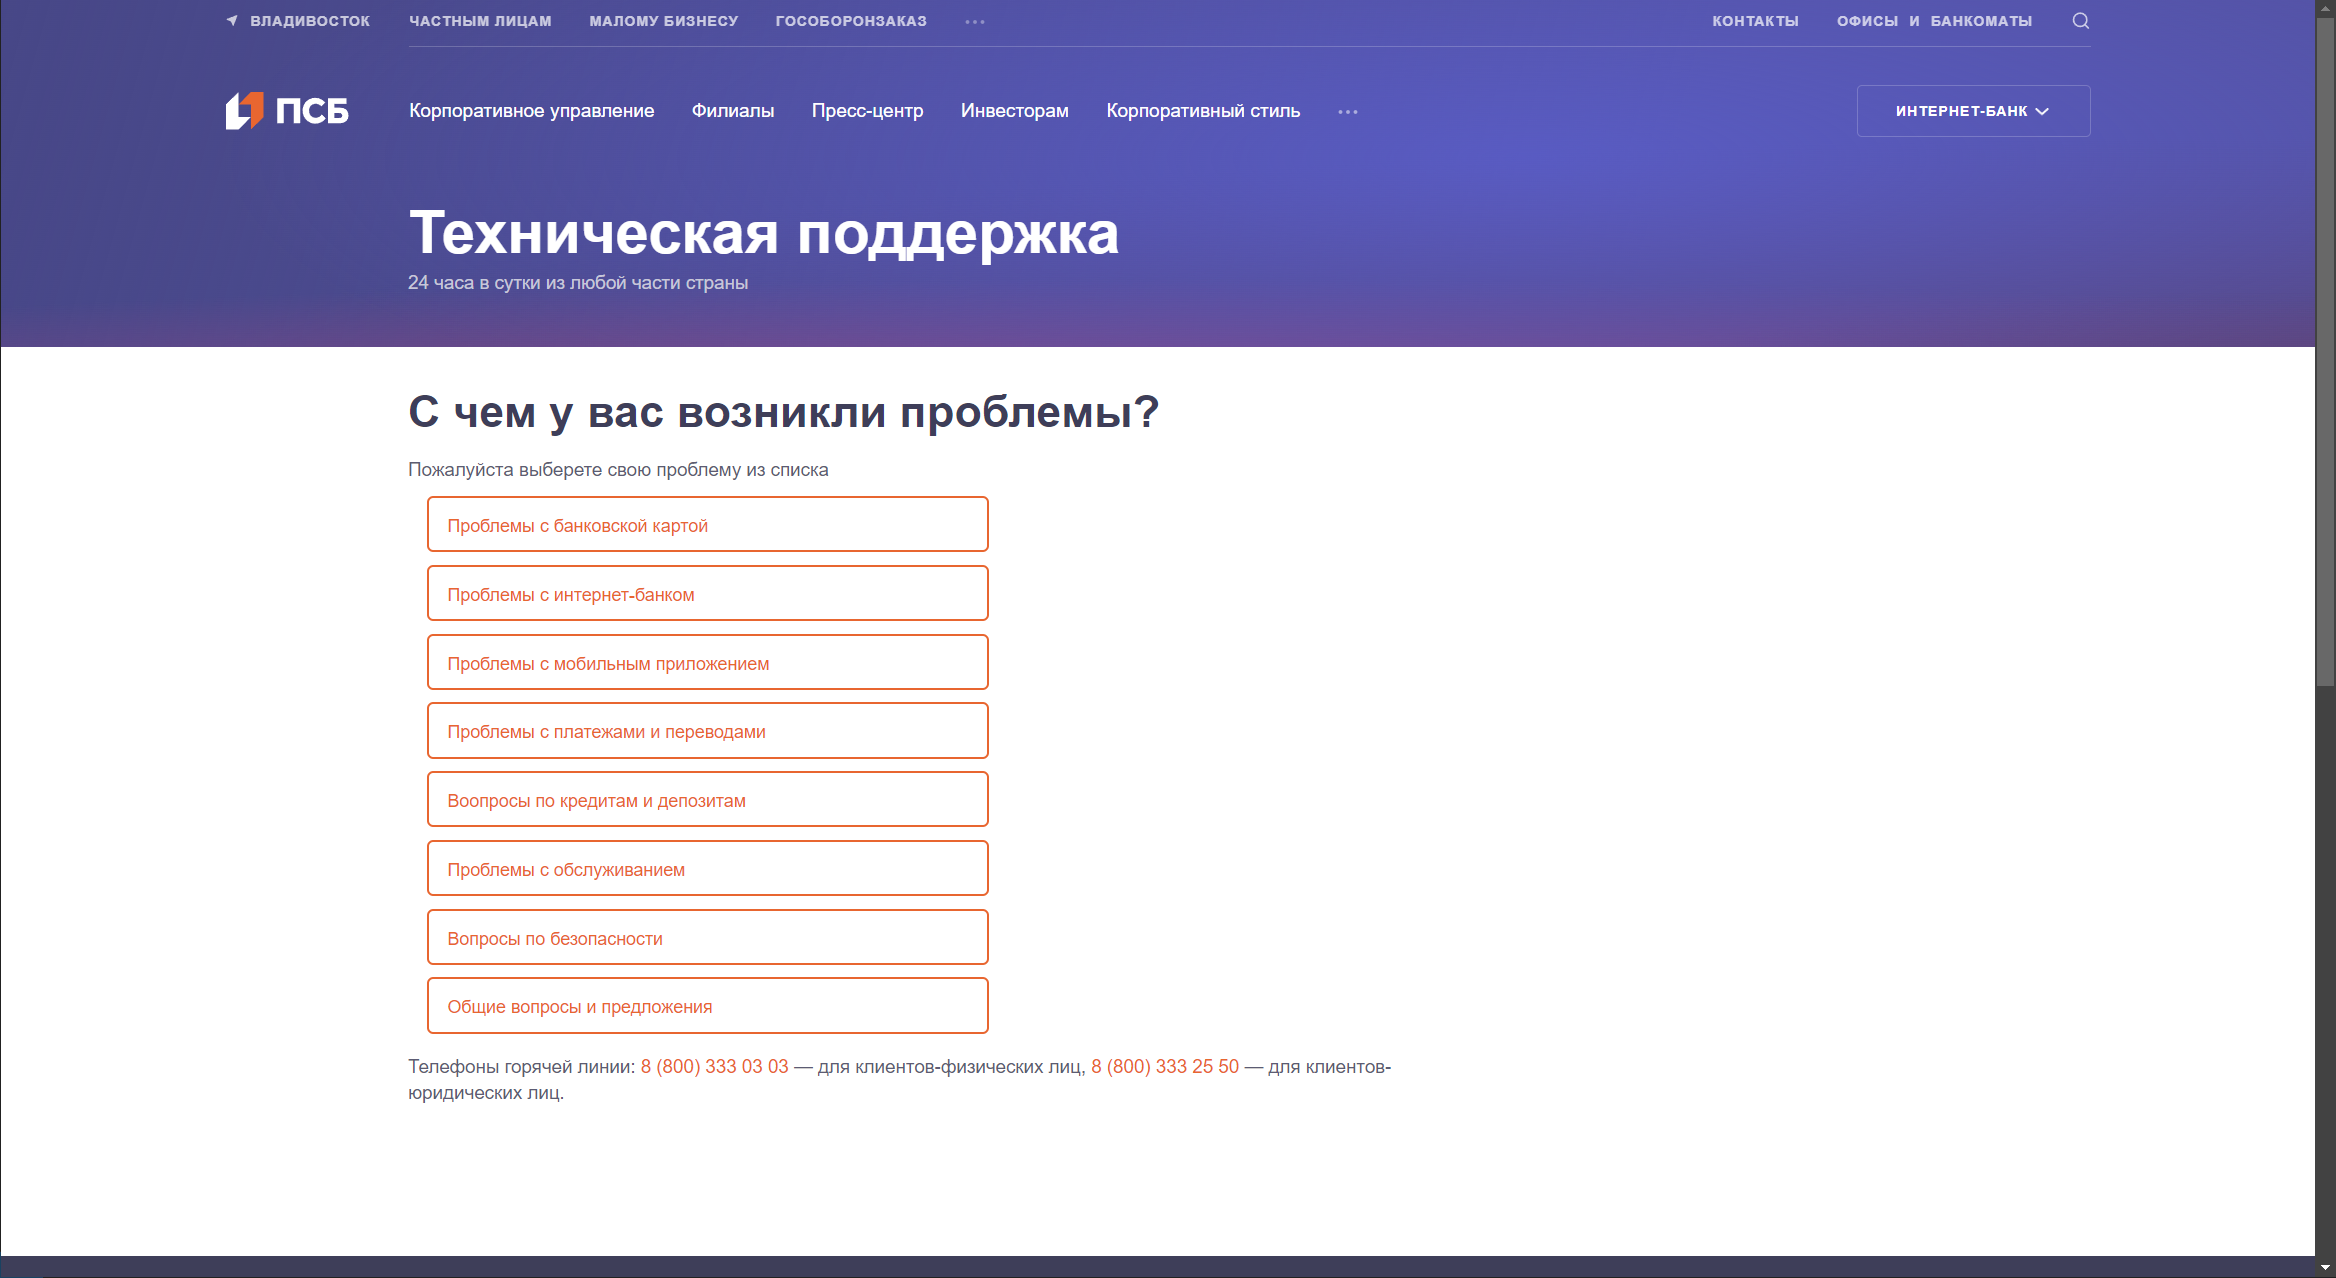 ВЛАДИВОСТОК ЧАСТНЫМ ЛИЦАМ МАЛОМУ БИЗНЕСУ ГОСОБОРОНЗАКАЗ ••• КОНТАКТЫ ОФИСЫ И БАНКОМАТЫ
ПСБ Корпоративное управление Филиалы Пресс-центр Инвесторам Корпоративный стиль ••• ИНТЕРНЕТ-БАНК
Техническая поддержка
24 часа в сутки из любой части страны
С чем у вас возникли проблемы?
Пожалуйста выберете свою проблему из списка
Проблемы с банковской картой
Проблемы с интернет-банком
Проблемы с мобильным приложением
Проблемы с платежами и переводами
Воопросы по кредитам и депозитам
Проблемы с обслуживанием
Вопросы по безопасности
Общие вопросы и предложения
Телефоны горячей линии: 8 (800) 333 03 03 — для клиентов-физических лиц, 8 (800) 333 25 50 — для клиентов-
юридических лиц.